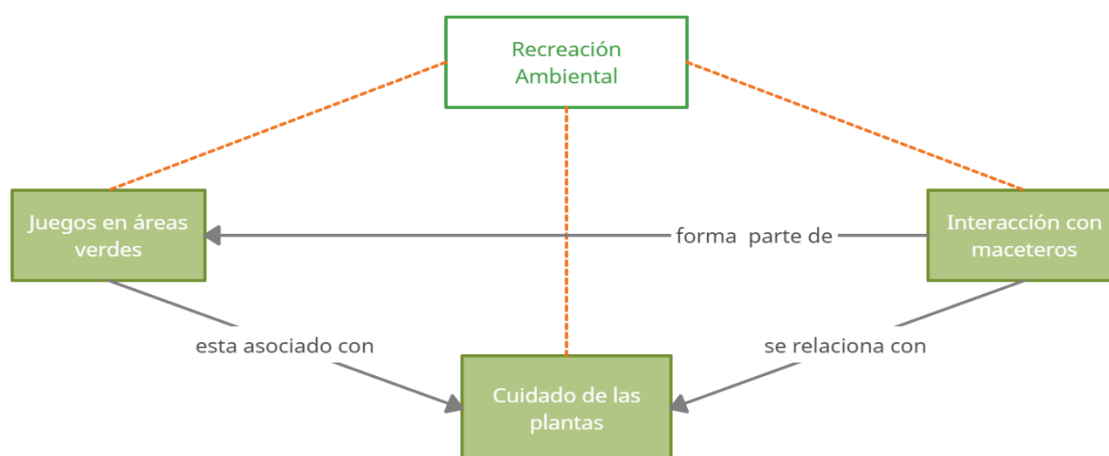 Recreación
Ambiental
Juegos en áreas
verdes
forma parte de
Interacción con
maceteros
esta asociado con
se relaciona con
Cuidado de las
plantas